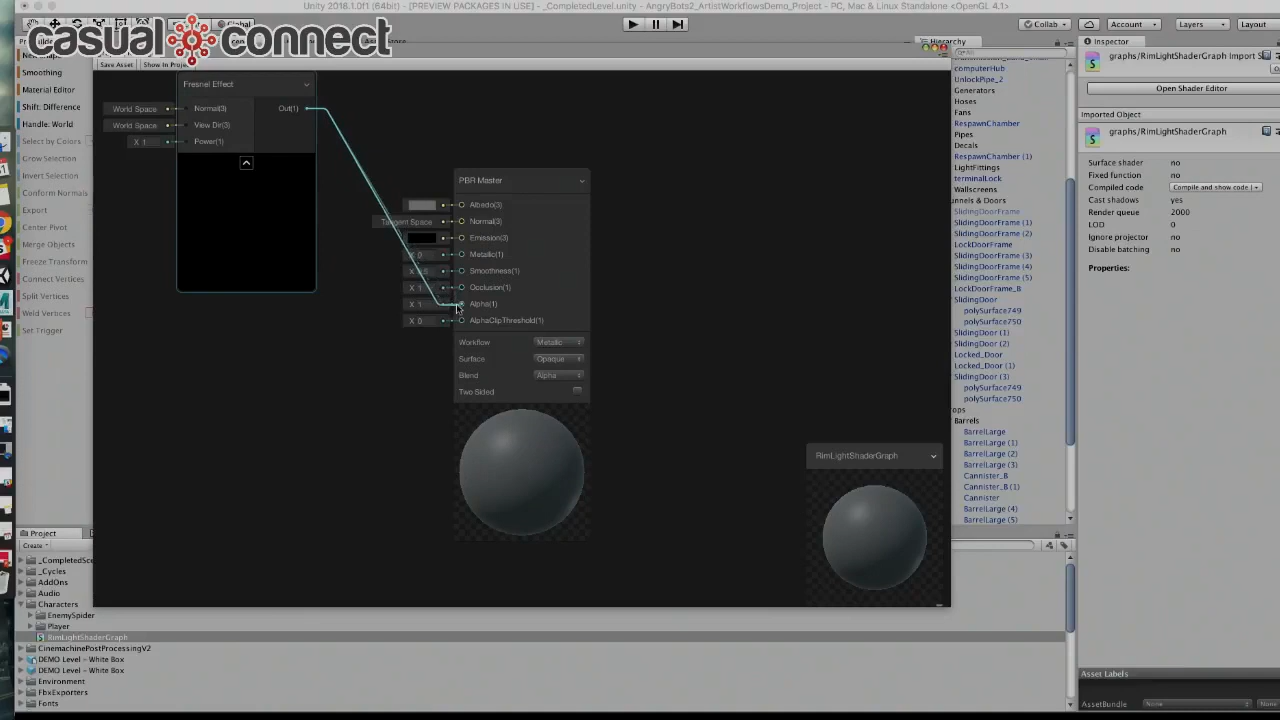 Unity 2018.1.0f1 (64bit) - [PREVIEW PACKAGES IN USE] - _CompletedLevel.unity - AngryBots2_ArtistWorkflowsDemo_Project - PC, Mac & Linux Standalone <OpenGL 4.1>
casual connect
Global
Collab
Account
Layers
Layout
Hierarchy
Inspector
Save Asset
Show In Project
Smoothing
Material Editor
Shift: Difference
Handle: World
Select by Colors
Grow Selection
Invert Selection
Conform Normals
Export
Center Pivot
Merge Objects
Freeze Transform
Connect Vertices
Split Vertices
Weld Vertices
Set Trigger
Fresnel Effect
World Space
Normal(3)
Out(1)
World Space
View Dir(3)
X 1
Power(1)
PBR Master
Albedo(3)
Tangent Space
Normal(3)
Emission(3)
X 0
Metallic(1)
Smoothness(1)
X 1
Occlusion(1)
X 1
Alpha(1)
X 0
AlphaClipThreshold(1)
Workflow
Metallic
Surface
Opaque
Blend
Alpha
Two Sided
RimLightShaderGraph
computerHub
UnlockPipe_2
Generators
Hoses
Fans
RespawnChamber
Pipes
Decals
RespawnChamber (1)
LightFittings
terminalLock
Wallscreens
unnels & Doors
SlidingDoorFrame
SlidingDoorFrame (1)
SlidingDoorFrame (2)
LockDoorFrame
SlidingDoorFrame (3)
SlidingDoorFrame (4)
SlidingDoorFrame (5)
LockDoorFrame_B
SlidingDoor
polySurface749
polySurface750
SlidingDoor (1)
SlidingDoor (2)
Locked_Door
Locked_Door (1)
SlidingDoor (3)
polySurface749
polySurface750
rops
Barrels
BarrelLarge
BarrelLarge (1)
BarrelLarge (2)
BarrelLarge (3)
Cannister_B
Cannister_B (1)
Cannister
BarrelLarge (4)
BarrelLarge (5)
graphs/RimLightShaderGraph Import S
Open Shader Editor
Imported Object
graphs/RimLightShaderGraph
Surface shader no
Fixed function no
Compiled code Compile and show code
Cast shadows yes
Render queue 2000
LOD 0
Ignore projector no
Disable batching no
Properties:
Project
Create
_CompletedSce
_Cycles
AddOns
Audio
Characters
EnemySpider
Player
RimLightShaderGraph
CinemachinePostProcessingV2
DEMO Level - White Box
DEMO Level - White Box
Environment
FbxExporters
Fonts
Asset Labels
AssetBundle
None
None